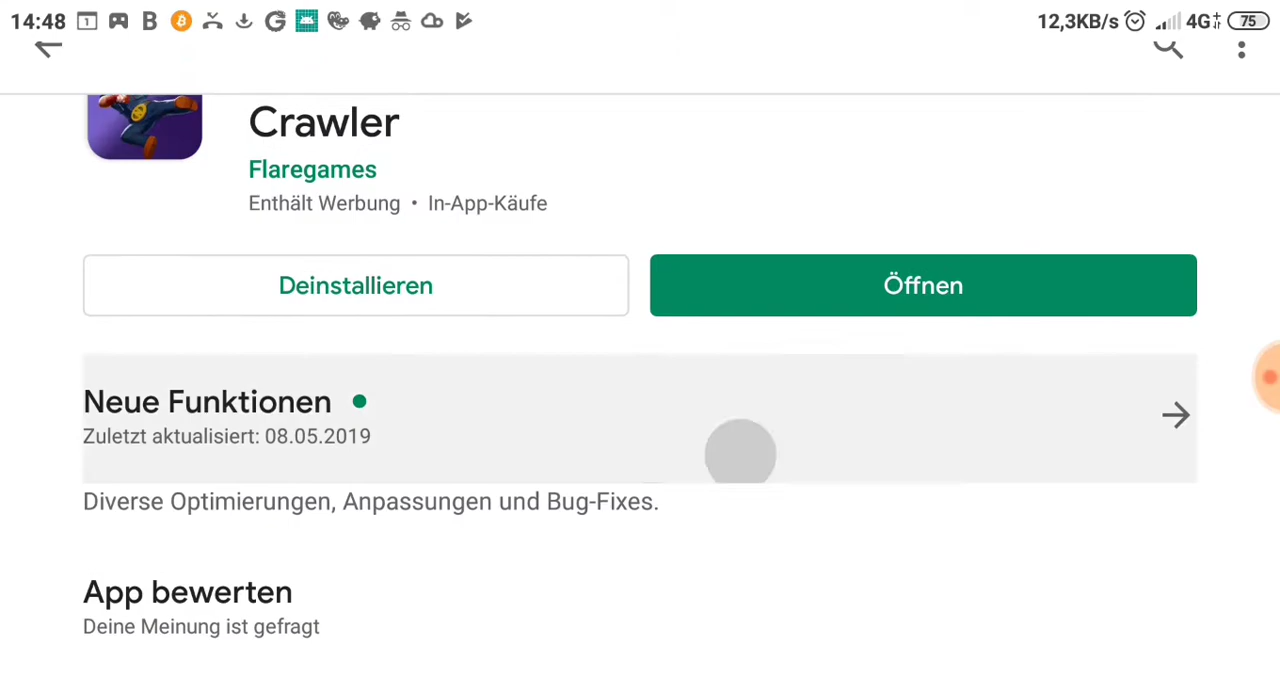 14:48 1 B 12,3KB/s 4G 75
Crawler
Flaregames
Enthält Werbung • In-App-Käufe
Deinstallieren Öffnen
Neue Funktionen
Zuletzt aktualisiert: 08.05.2019
Diverse Optimierungen, Anpassungen und Bug-Fixes.
App bewerten
Deine Meinung ist gefragt